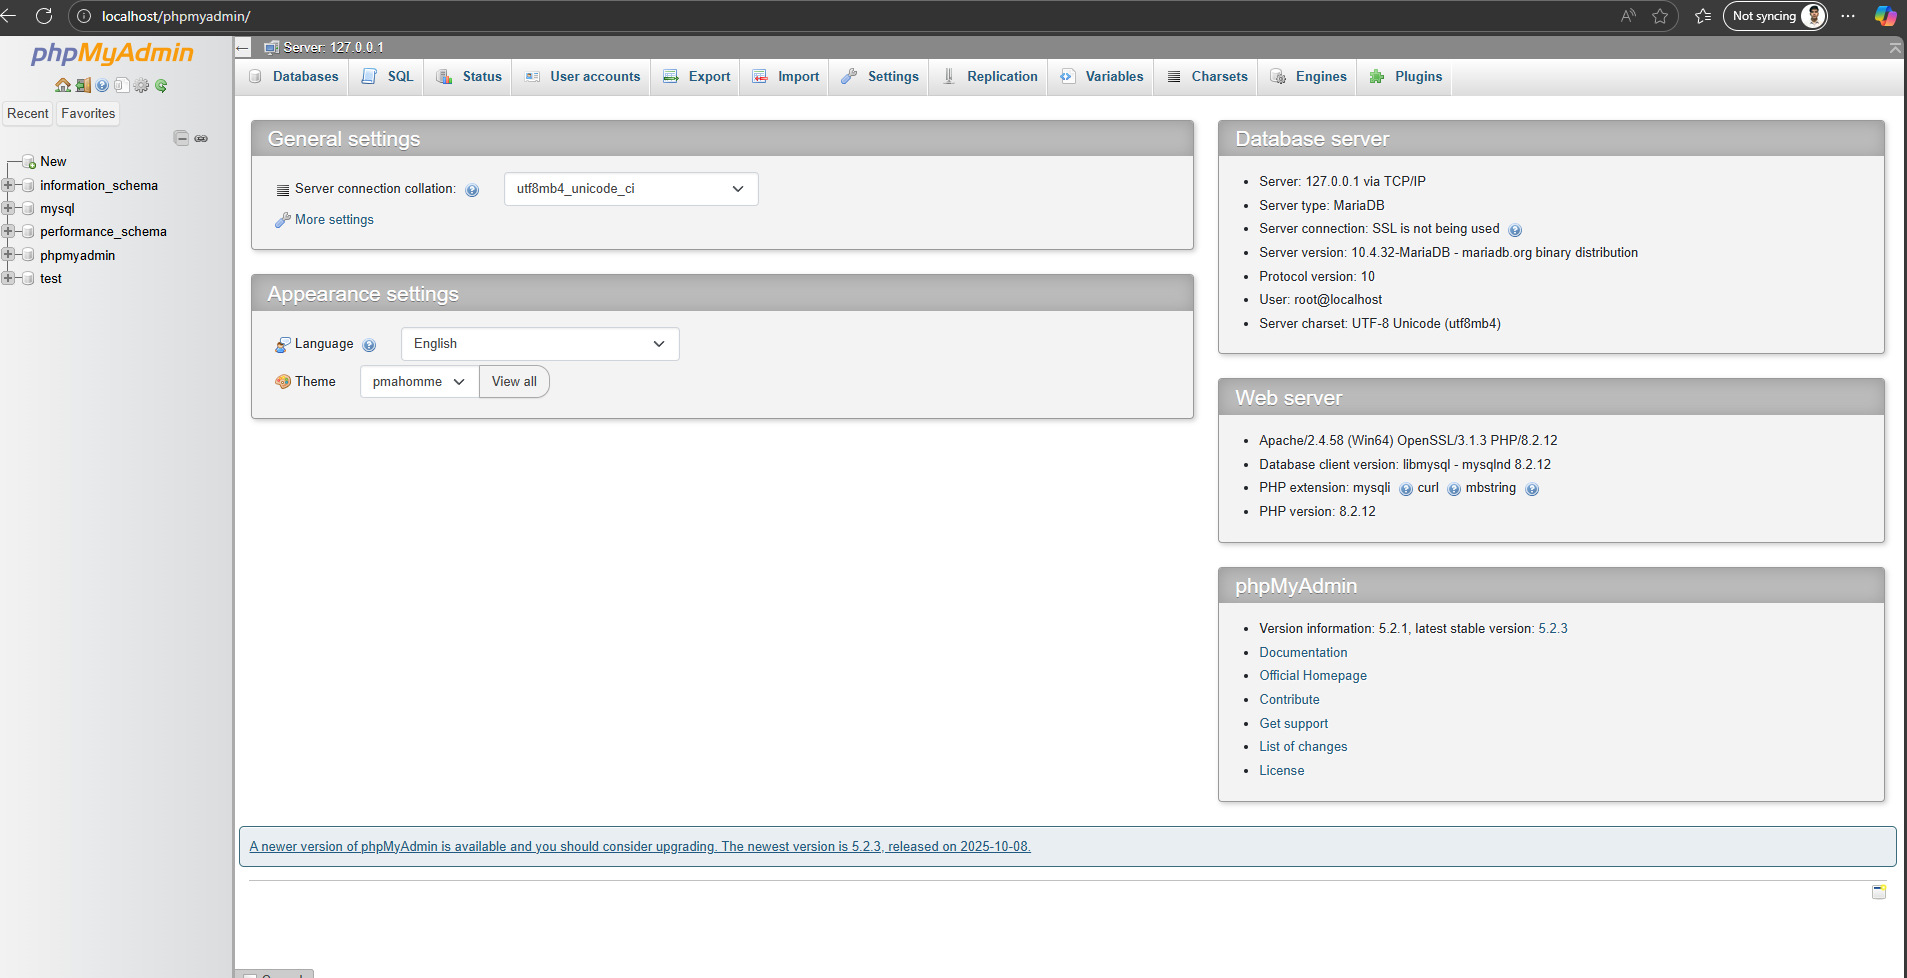 localhost/phpmyadmin/
Not syncing
phpMyAdmin
Recent
Favorites
New
information_schema
mysql
performance_schema
phpmyadmin
test
Server: 127.0.0.1
Databases
SQL
Status
User accounts
Export
Import
Settings
Replication
Variables
Charsets
Engines
Plugins
General settings
Server connection collation:
utf8mb4_unicode_ci
More settings
Appearance settings
Language
English
Theme
pmahomme
View all
Database server
Server: 127.0.0.1 via TCP/IP
Server type: MariaDB
Server connection: SSL is not being used
Server version: 10.4.32-MariaDB - mariadb.org binary distribution
Protocol version: 10
User: root@localhost
Server charset: UTF-8 Unicode (utf8mb4)
Web server
Apache/2.4.58 (Win64) OpenSSL/3.1.3 PHP/8.2.12
Database client version: libmysql - mysqlnd 8.2.12
PHP extension: mysqli curl mbstring
PHP version: 8.2.12
phpMyAdmin
Version information: 5.2.1, latest stable version: 5.2.3
Documentation
Official Homepage
Contribute
Get support
List of changes
License
A newer version of phpMyAdmin is available and you should consider upgrading. The newest version is 5.2.3, released on 2025-10-08.